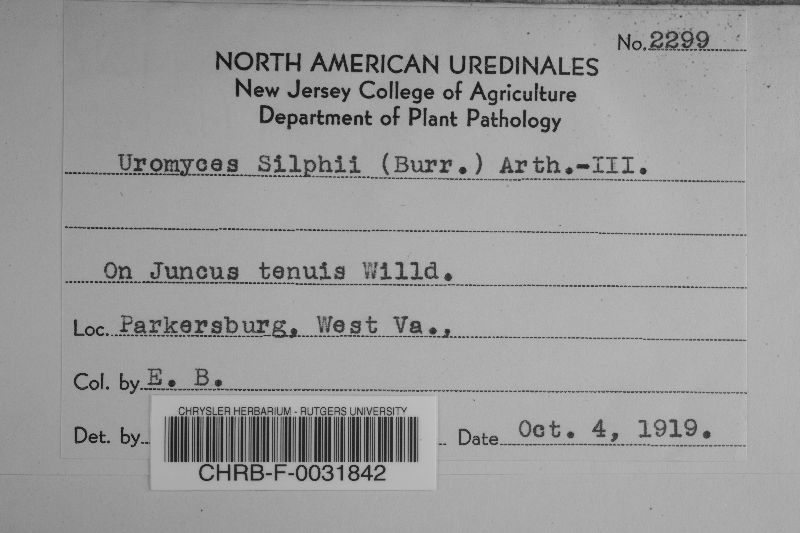 No. 2299
NORTH AMERICAN UREDINALES
New Jersey College of Agriculture
Department of Plant Pathology
Uromyces Silphii (Burr.) Arth.-III.
On Juncus tenuis Willd.
Loc. Parkersburg, West Va.,
Col. by E. B.
Det. by
Date Oct. 4, 1919.
CHRYSLER HERBARIUM - RUTGERS UNIVERSITY
CHRB-F-0031842